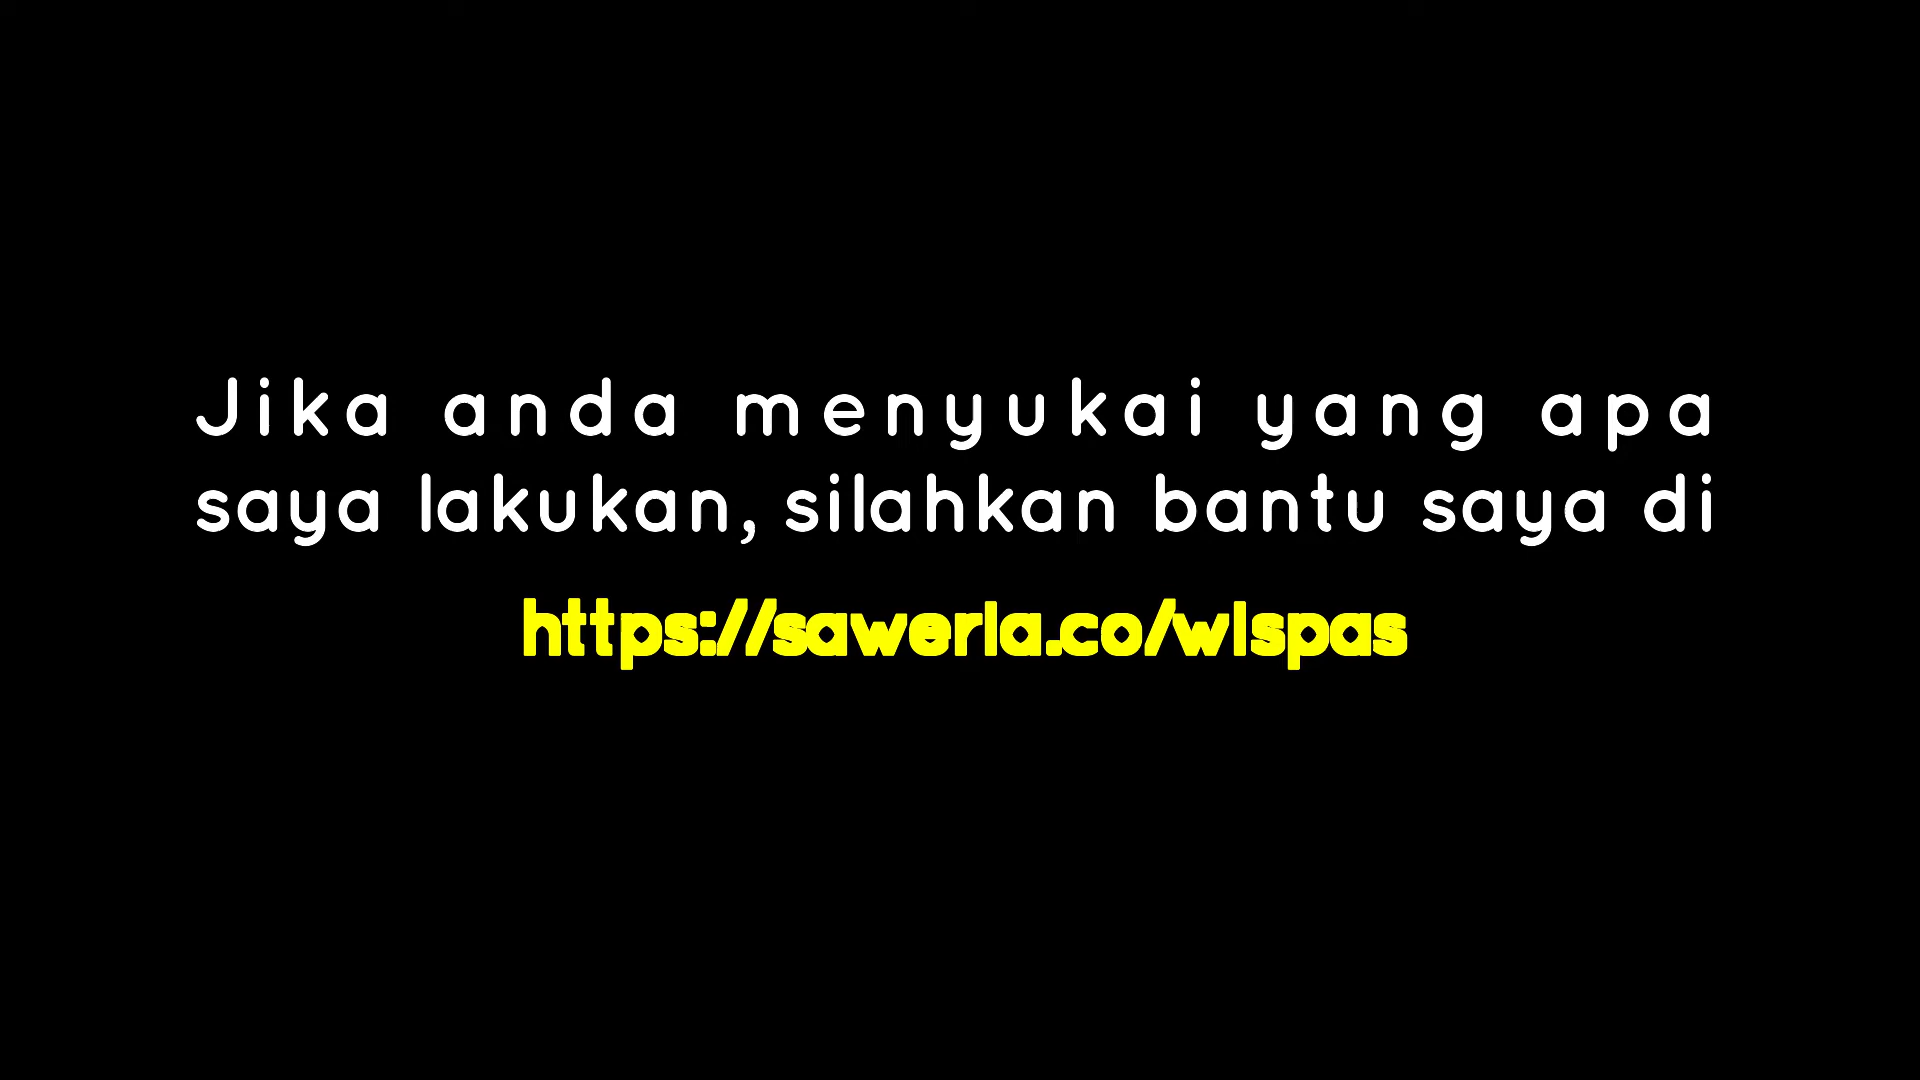 Jika anda menyukai yang apa
saya lakukan, silahkan bantu saya di
https://saweria.co/wispas